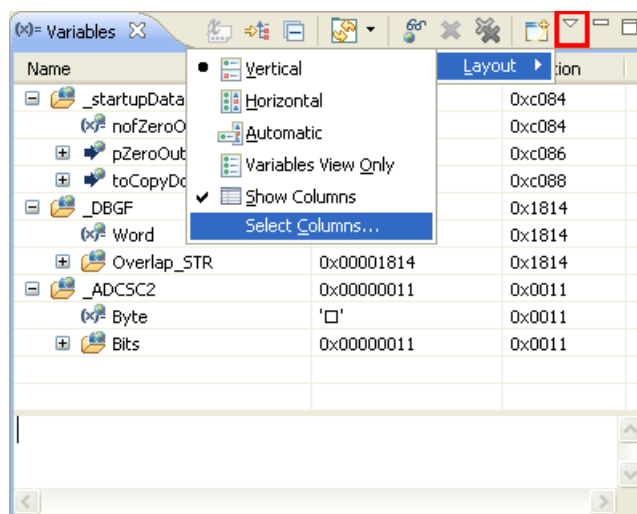 (x)= Variables
Name
Layout
tion
Vertical
Horizontal
Automatic
Variables View Only
Show Columns
Select Columns...
_startupData 0xc084
nofZeroO 0xc084
pZeroOut 0xc086
toCopyDo 0xc088
_DBGF 0x1814
Word 0x1814
Overlap_STR 0x00001814 0x1814
_ADCSC2 0x00000011 0x0011
Byte '□' 0x0011
Bits 0x00000011 0x0011